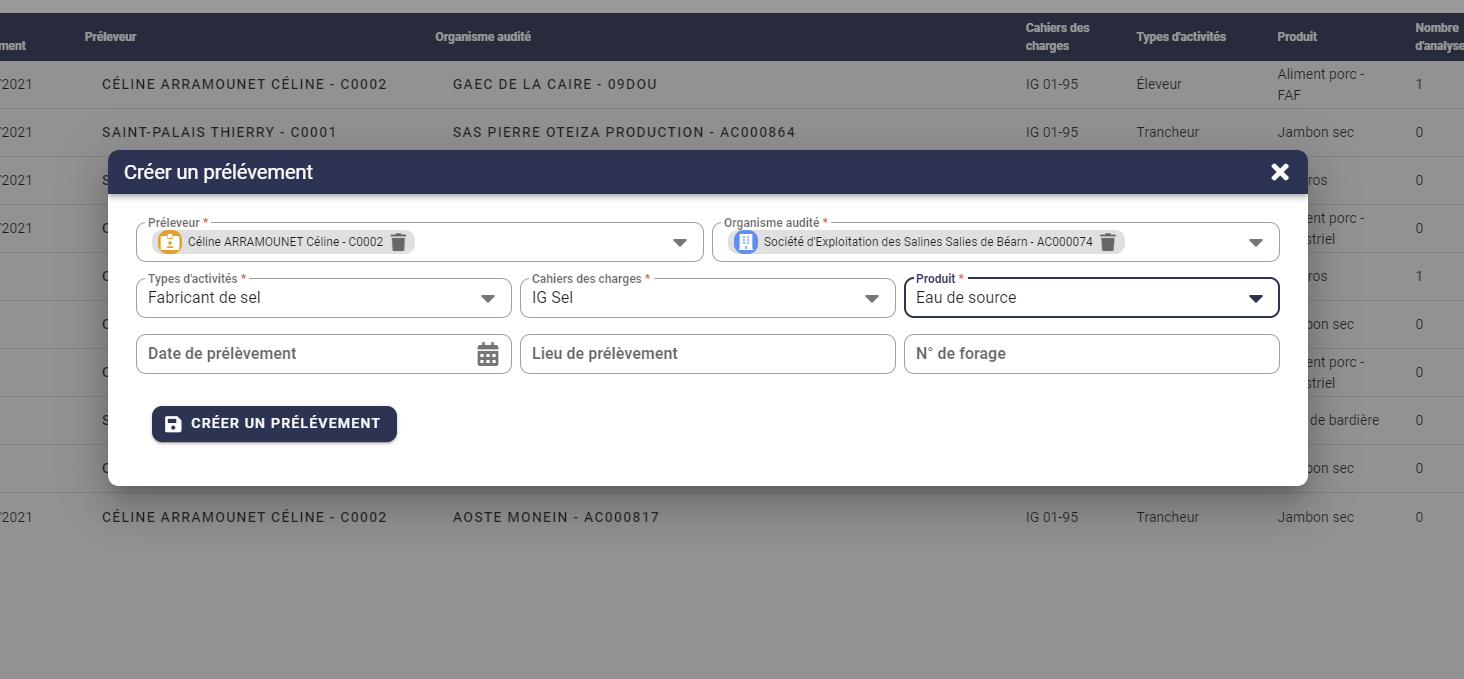 ment Préleveur Organisme audité Cahiers des charges Types d'activités Produit Nombre d'analyse
/2021 CÉLINE ARRAMOUNET CÉLINE - C0002 GAEC DE LA CAIRE - 09DOU IG 01-95 Éleveur Aliment porc - FAF 1
/2021 SAINT-PALAIS THIERRY - C0001 SAS PIERRE OTEIZA PRODUCTION - AC000864 IG 01-95 Trancheur Jambon sec 0
Créer un prélévement
/2021 S ros 0
Préleveur * Organisme audité *
Céline ARRAMOUNET Céline - C0002 Société d'Exploitation des Salines Salies de Béarn - AC000074
/2021 C ent porc - striel 0
Types d'activités * Cahiers des charges * Produit *
Fabricant de sel IG Sel Eau de source
C ros 1
C bon sec 0
Date de prélèvement Lieu de prélèvement N° de forage
C ent porc - striel 0
CRÉER UN PRÉLÉVEMENT
S de bardière 0
C bon sec 0
/2021 CÉLINE ARRAMOUNET CÉLINE - C0002 AOSTE MONEIN - AC000817 IG 01-95 Trancheur Jambon sec 0